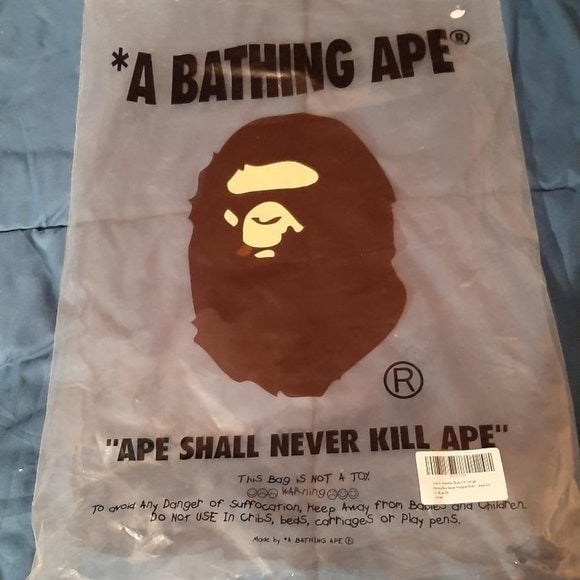 *A BATHING APE®
®
"APE SHALL NEVER KILL APE"
This Bag is NOT A TOY
WARNING
To avoid Any Danger of Suffocation, Keep Away from Babies and Children.
Do NOT USE In Cribs, beds, carriages or Play pens.
Made by *A BATHING APE ®